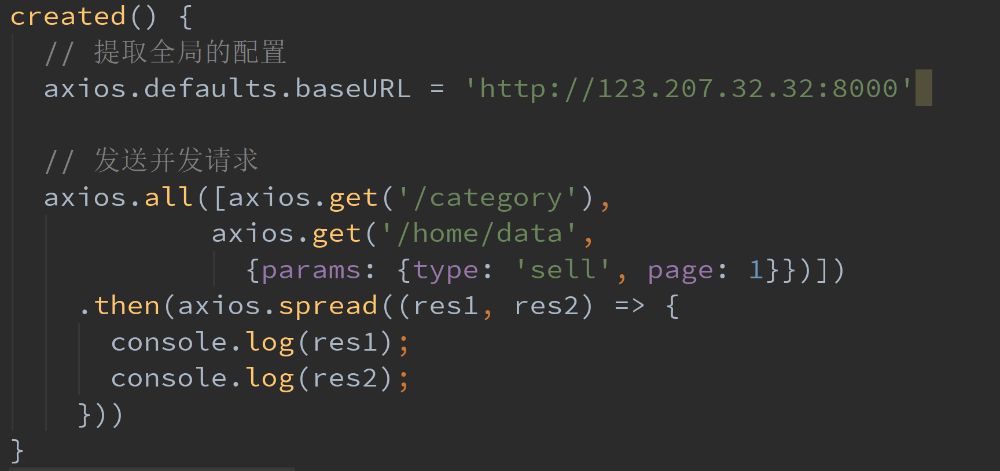 created() {
// 提取全局的配置
axios.defaults.baseURL = 'http://123.207.32.32:8000'
// 发送并发请求
axios.all([axios.get('/category'),
axios.get('/home/data',
{params: {type: 'sell', page: 1}})])
.then(axios.spread((res1, res2) => {
console.log(res1);
console.log(res2);
}))
}